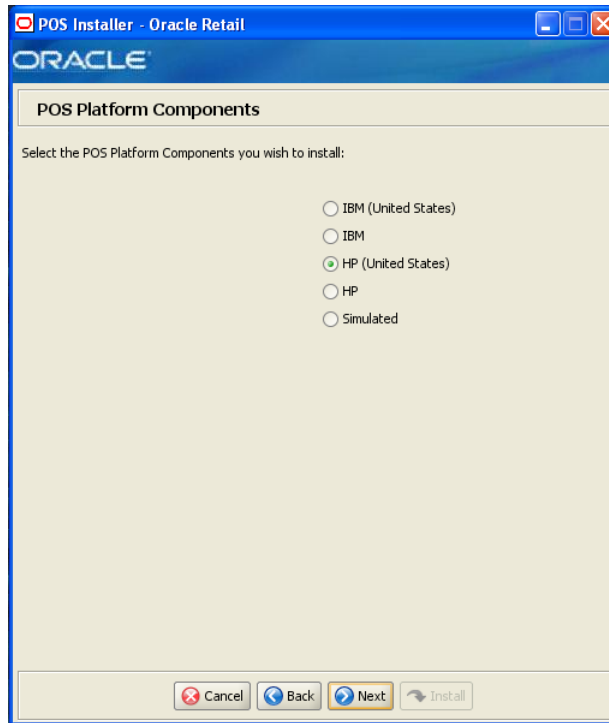 POS Installer - Oracle Retail
ORACLE
POS Platform Components
Select the POS Platform Components you wish to install:
IBM (United States)
IBM
HP (United States)
HP
Simulated
Cancel Back Next Install